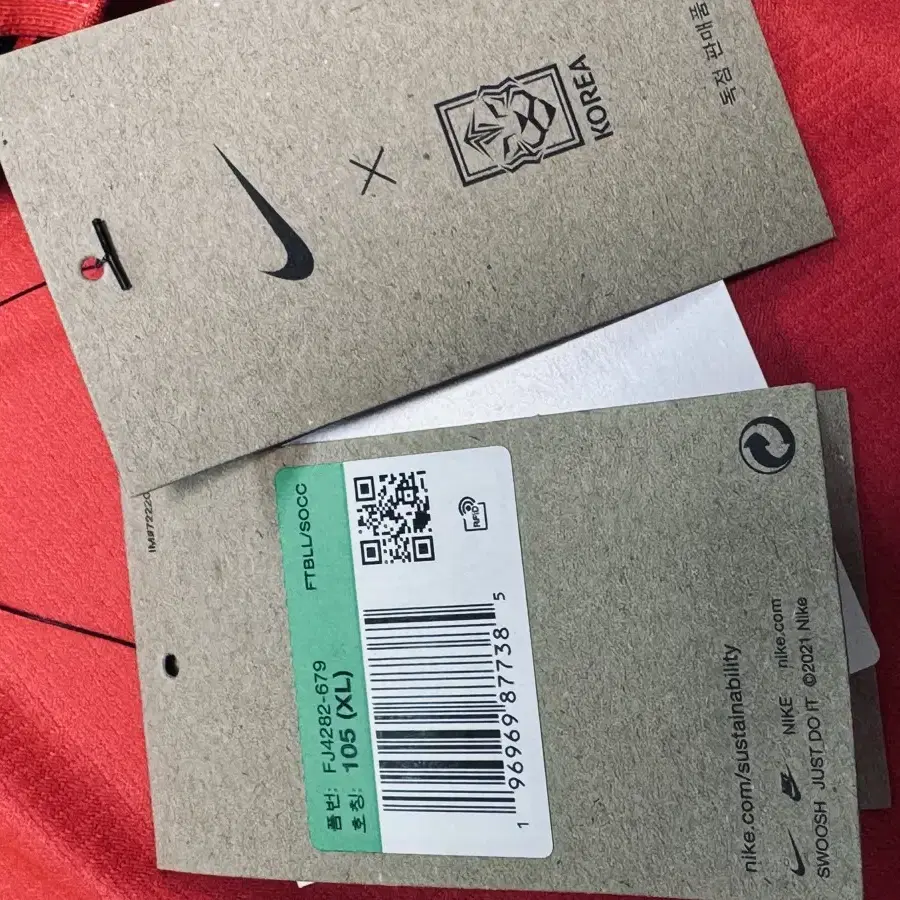 KOREA
독점 판매품
FTBLL/SOCC
품번: FJ4282-679
호칭: 105 (XL)
RFID
1 96969 87738 5
nike.com/sustainability
NIKE nike.com
SWOOSH JUST DO IT ©2021 Nike